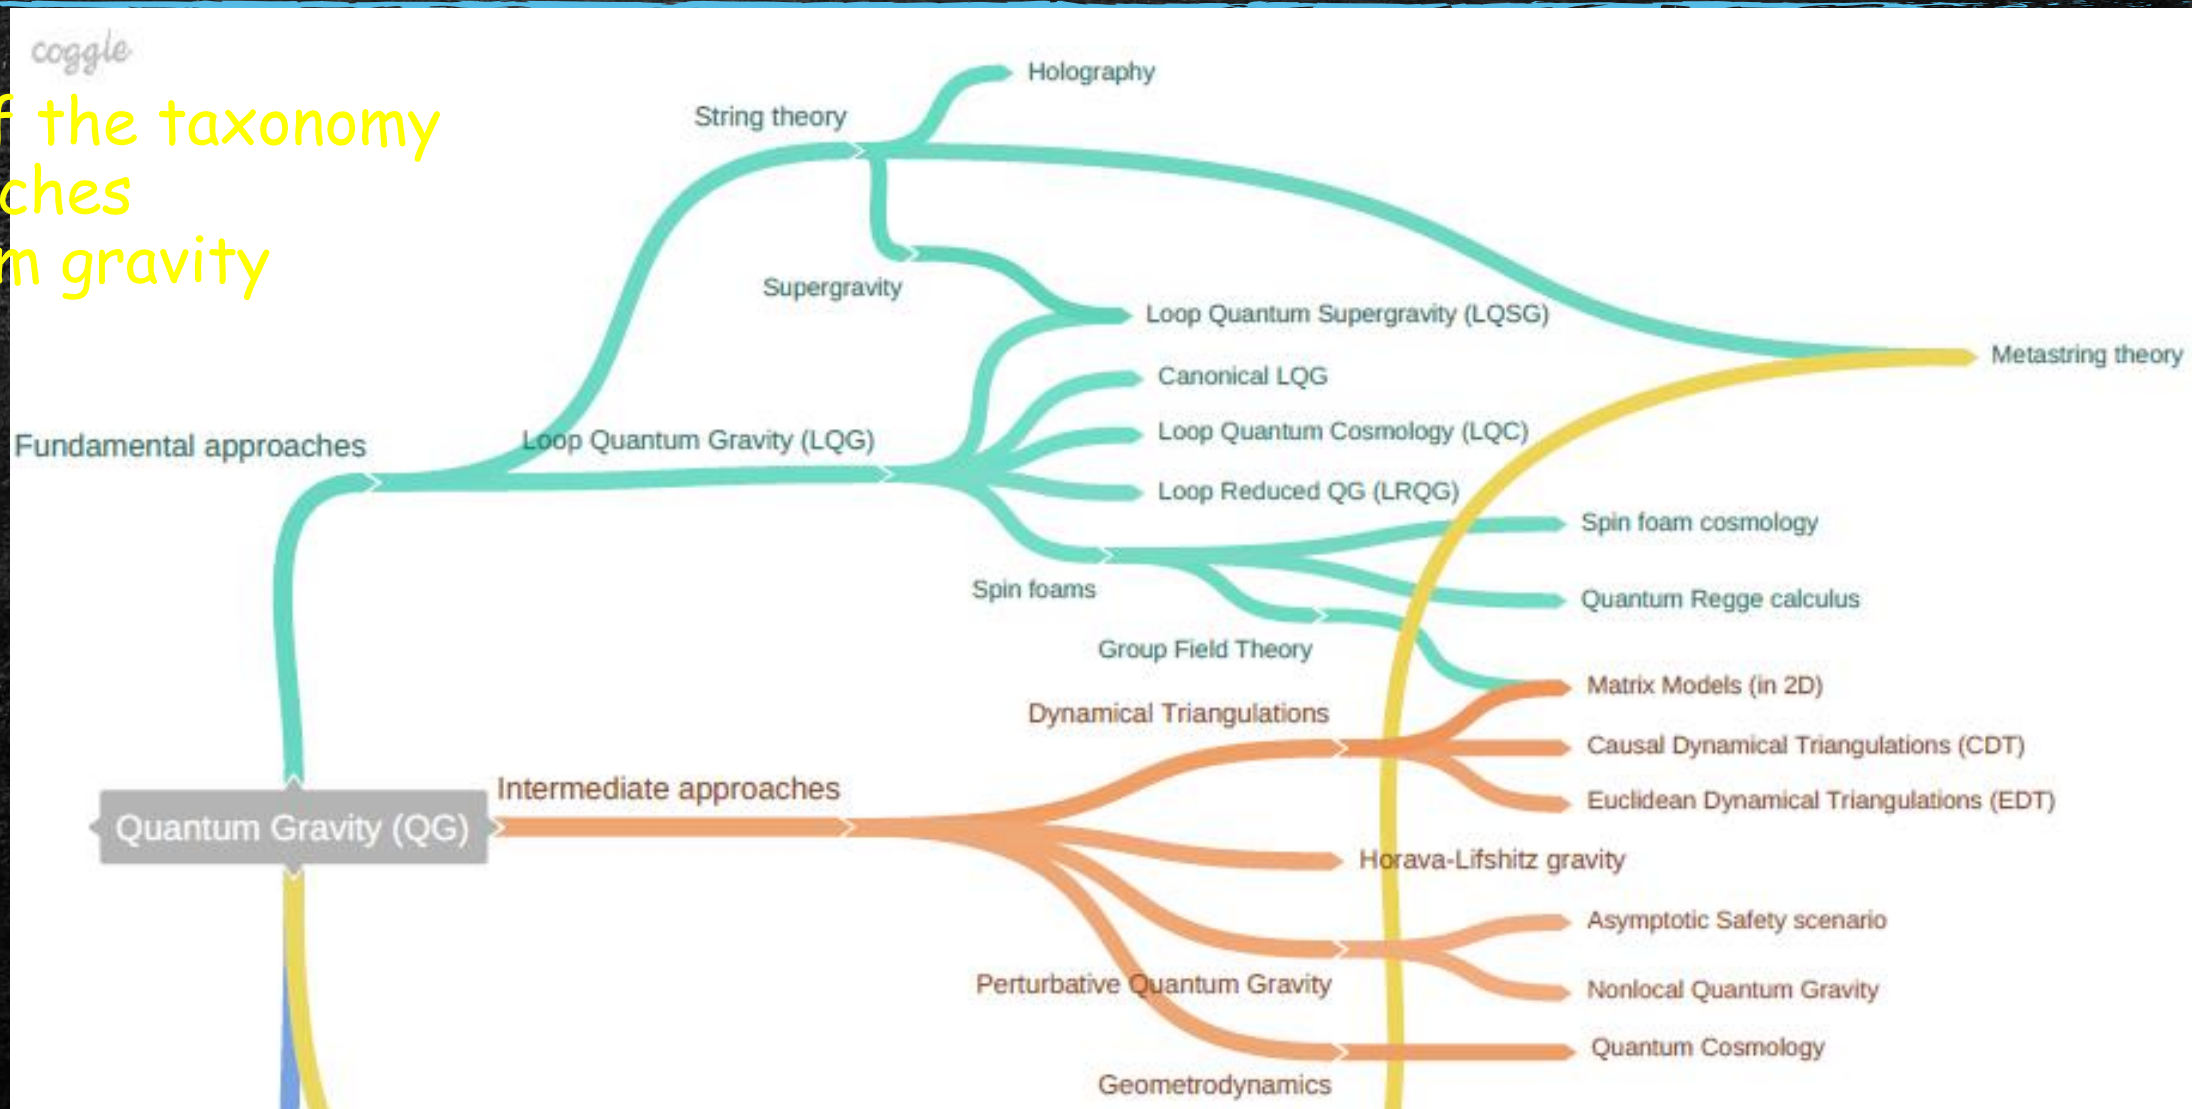 coggle
f the taxonomy
ches
m gravity
Holography
String theory
Supergravity
Loop Quantum Supergravity (LQSG)
Metastring theory
Canonical LQG
Loop Quantum Cosmology (LQC)
Fundamental approaches
Loop Quantum Gravity (LQG)
Loop Reduced QG (LRQG)
Spin foam cosmology
Spin foams
Quantum Regge calculus
Group Field Theory
Matrix Models (in 2D)
Dynamical Triangulations
Causal Dynamical Triangulations (CDT)
Intermediate approaches
Euclidean Dynamical Triangulations (EDT)
Quantum Gravity (QG)
Horava-Lifshitz gravity
Asymptotic Safety scenario
Perturbative Quantum Gravity
Nonlocal Quantum Gravity
Quantum Cosmology
Geometrodynamics